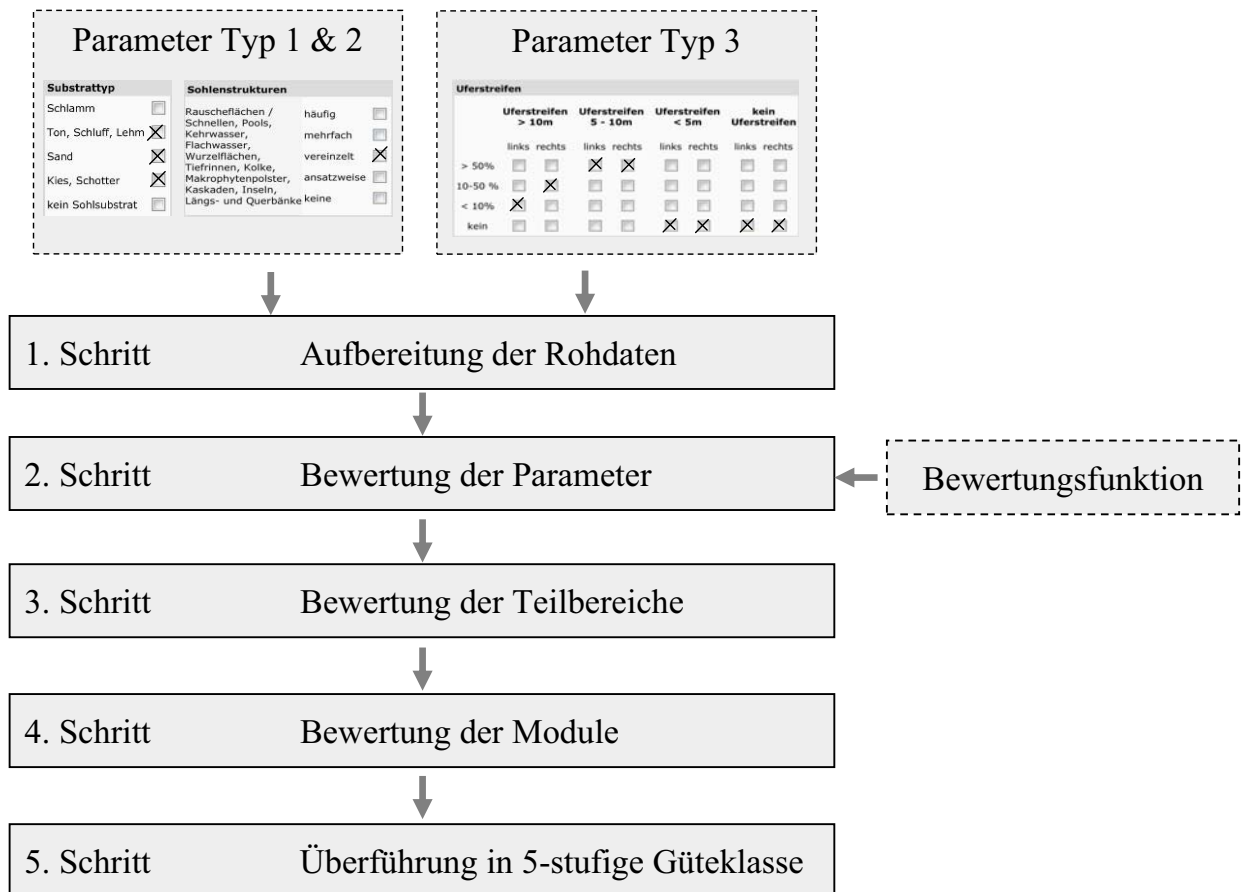 Parameter Typ 1 & 2
Substrattyp
Schlamm
Ton, Schluff, Lehm
Sand
Kies, Schotter
kein Sohlsubstrat
Sohlenstrukturen
Rauscheflächen /
Schnellen, Pools,
Kehrwasser,
Flachwasser,
Wurzelflächen,
Tiefrinnen, Kolke,
Makrophytenpolster,
Kaskaden, Inseln,
Längs- und Querbänke
häufig
mehrfach
vereinzelt
ansatzweise
keine
Parameter Typ 3
Uferstreifen
Uferstreifen Uferstreifen Uferstreifen kein
> 10m 5 - 10m < 5m Uferstreifen
links rechts links rechts links rechts links rechts
> 50%
10-50 %
< 10%
kein
1. Schritt Aufbereitung der Rohdaten
2. Schritt Bewertung der Parameter
Bewertungsfunktion
3. Schritt Bewertung der Teilbereiche
4. Schritt Bewertung der Module
5. Schritt Überführung in 5-stufige Güteklasse